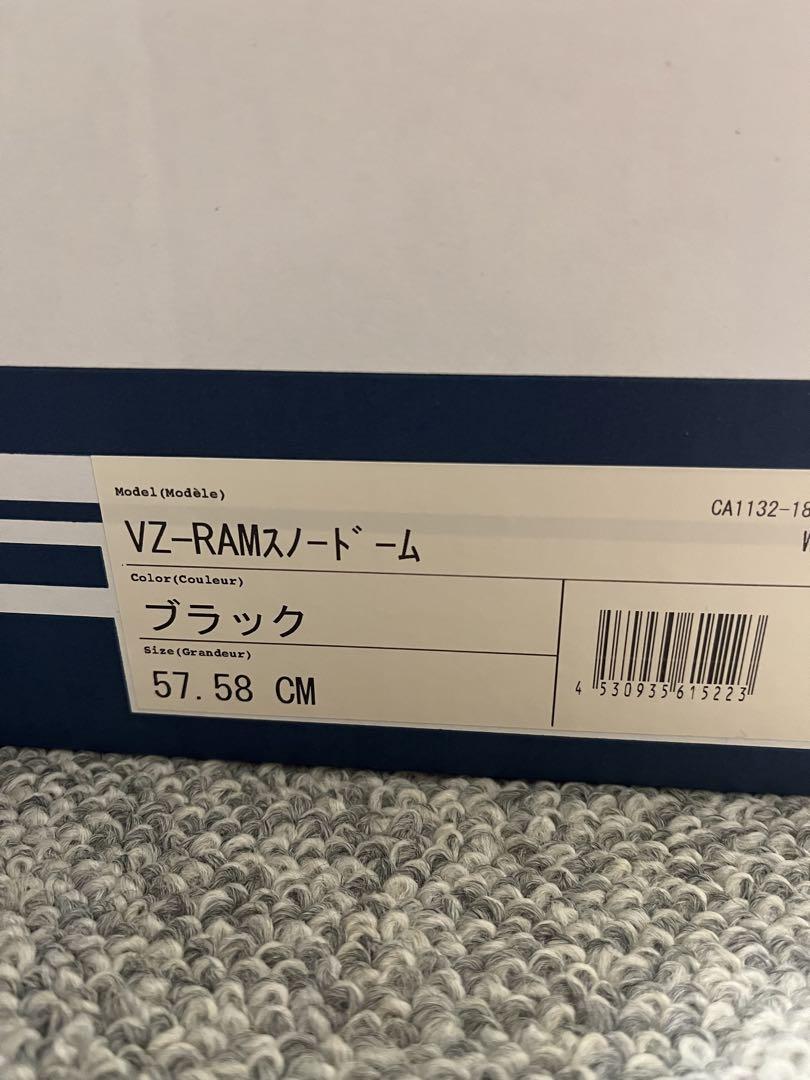 Model(Modèle)
CA1132-18
VZ-RAMスノードーム
Color(Couleur)
ブラック
Size(Grandeur)
57.58 CM
4 530935 615223